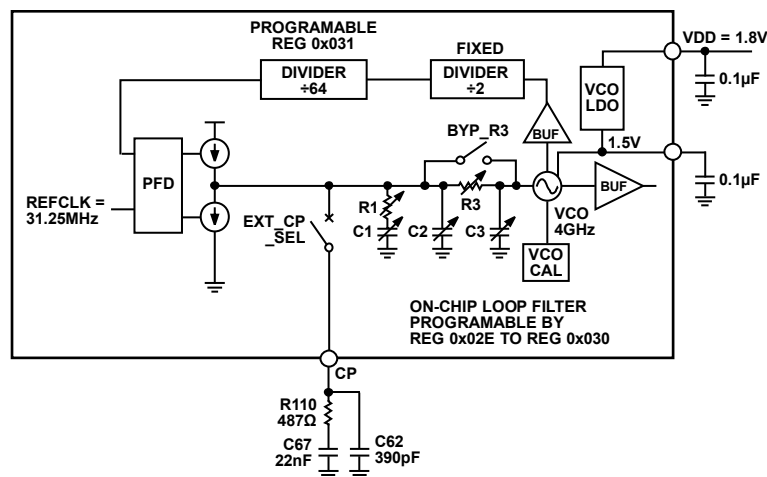 PROGRAMABLE
REG 0x031
FIXED
DIVIDER
÷64
DIVIDER
÷2
VDD = 1.8V
VCO
LDO
0.1µF
BUF
1.5V
BYP_R3
PFD
REFCLK =
31.25MHz
EXT_CP
_SEL
R1
C1
C2
R3
C3
VCO
4GHz
BUF
0.1µF
VCO
CAL
ON-CHIP LOOP FILTER
PROGRAMABLE BY
REG 0x02E TO REG 0x030
CP
R110
487Ω
C67
22nF
C62
390pF